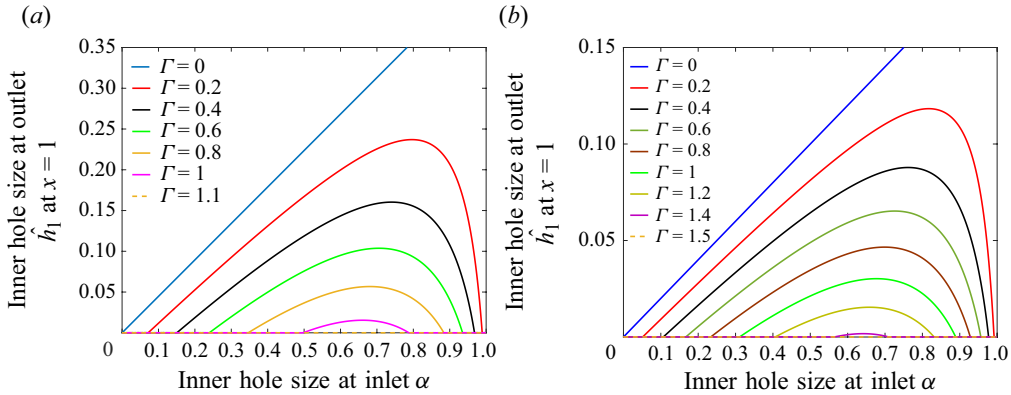 (a)
Inner hole size at outlet
ĥ₁ at x = 1
0.35
0.30
0.25
0.20
0.15
0.10
0.05
0
Γ = 0
Γ = 0.2
Γ = 0.4
Γ = 0.6
Γ = 0.8
Γ = 1
Γ = 1.1
0.1 0.2 0.3 0.4 0.5 0.6 0.7 0.8 0.9 1.0
Inner hole size at inlet α
(b)
Inner hole size at outlet
ĥ₁ at x = 1
0.15
0.10
0.05
0
Γ = 0
Γ = 0.2
Γ = 0.4
Γ = 0.6
Γ = 0.8
Γ = 1
Γ = 1.2
Γ = 1.4
Γ = 1.5
0.1 0.2 0.3 0.4 0.5 0.6 0.7 0.8 0.9 1.0
Inner hole size at inlet α